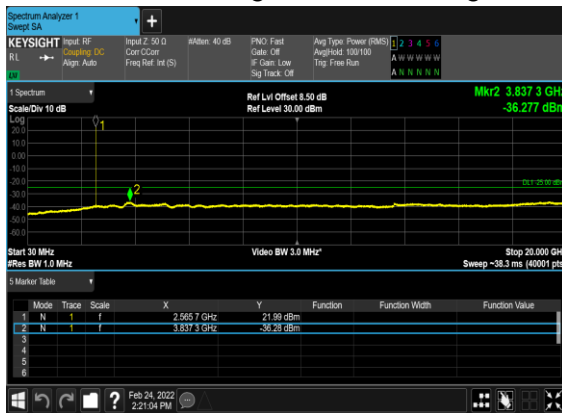 Spectrum Analyzer 1
Swept SA
KEYSIGHT
RL
Input: RF
Coupling: DC
Align: Auto
Input Z: 50 Ω
Corr CCorr
Freq Ref: Int (S)
#Atten: 40 dB
PNO: Fast
Gate: Off
IF Gain: Low
Sig Track: Off
Avg Type: Power (RMS)
Avg|Hold: 100/100
Trig: Free Run
1 2 3 4 5 6
A W W W W W
A N N N N N
1 Spectrum
Scale/Div 10 dB
Ref Lvl Offset 8.50 dB
Ref Level 30.00 dBm
Mkr2 3.837 3 GH
-36.277 dBm
Log
20.0
10.0
0.00
-10.0
-20.0
-30.0
-40.0
-50.0
-60.0
1
2
DL1 -25.00 dB
Start 30 MHz
#Res BW 1.0 MHz
Video BW 3.0 MHz*
Stop 20.000 GH
Sweep ~38.3 ms (40001 pts
5 Marker Table
Mode Trace Scale X Y Function Function Width Function Value
1 N 1 f 2.565 7 GHz 21.99 dBm
2 N 1 f 3.837 3 GHz -36.28 dBm
3
4
5
6
Feb 24, 2022
2:21:04 PM